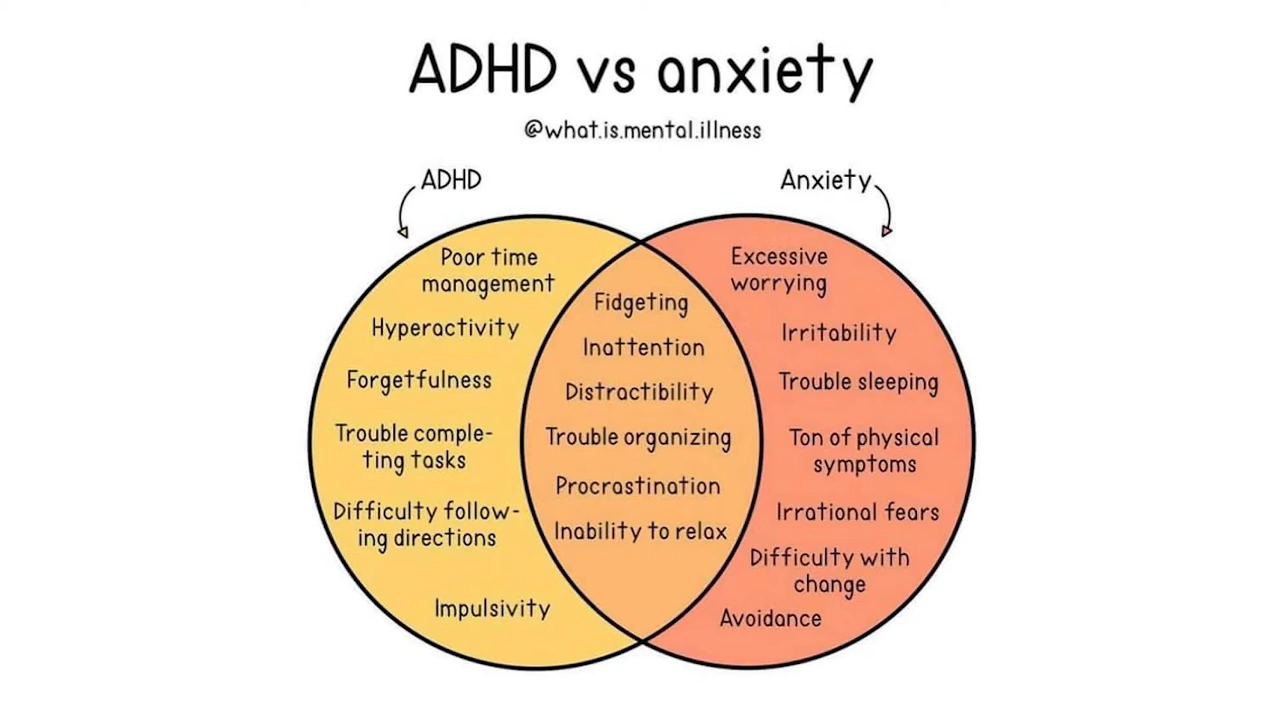 ADHD vs anxiety
@what.is.mental.illness
ADHD
Anxiety
Poor time
management
Hyperactivity
Forgetfulness
Trouble comple-
ting tasks
Difficulty follow-
ing directions
Impulsivity
Fidgeting
Inattention
Distractibility
Trouble organizing
Procrastination
Inability to relax
Excessive
worrying
Irritability
Trouble sleeping
Ton of physical
symptoms
Irrational fears
Difficulty with
change
Avoidance